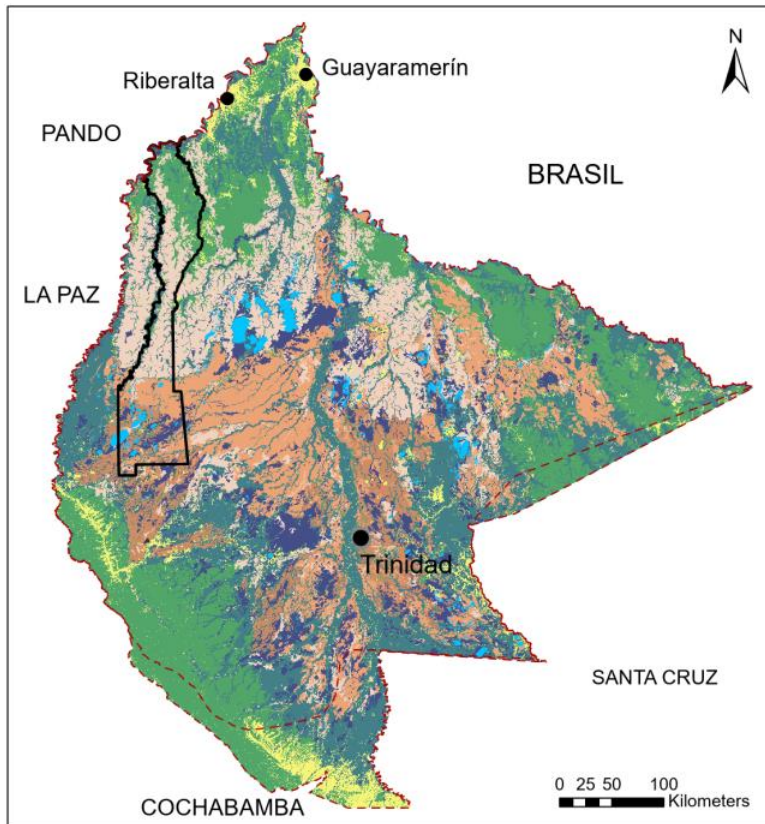 N
Guayaramerín
Riberalta
PANDO
BRASIL
LA PAZ
Trinidad
SANTA CRUZ
0 25 50 100
Kilometers
COCHABAMBA